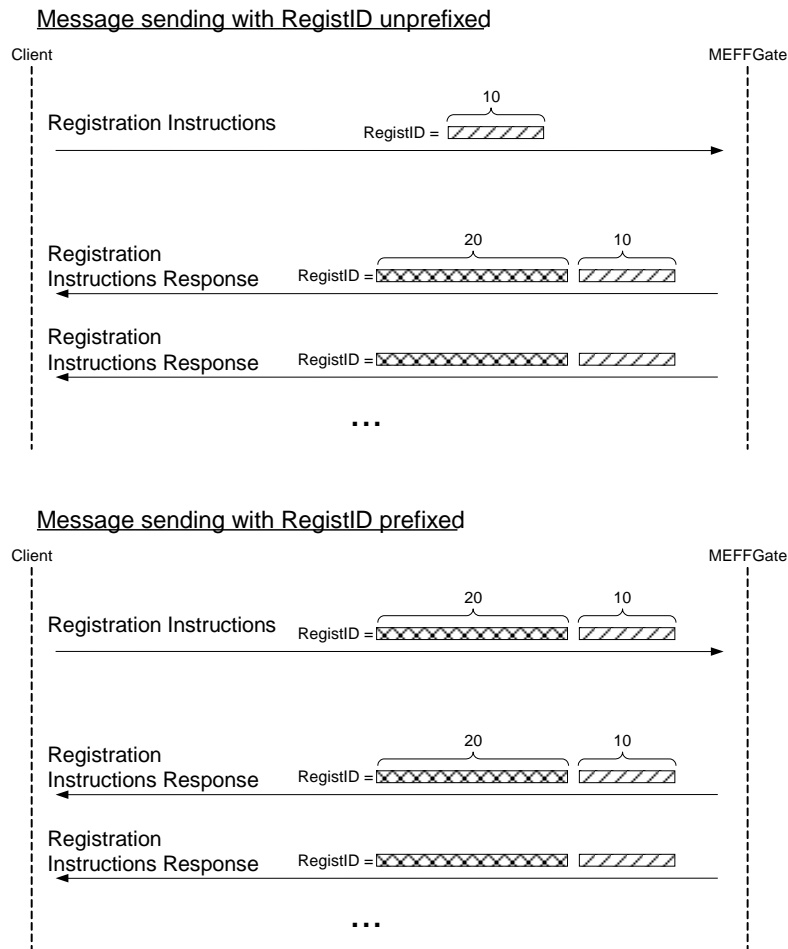 Message sending with RegistID unprefixed
Client
MEFFGate
10
Registration Instructions
RegistID =
20
10
Registration
Instructions Response
RegistID =
Registration
Instructions Response
RegistID =
...
Message sending with RegistID prefixed
Client
MEFFGate
20
10
Registration Instructions
RegistID =
20
10
Registration
Instructions Response
RegistID =
Registration
Instructions Response
RegistID =
...